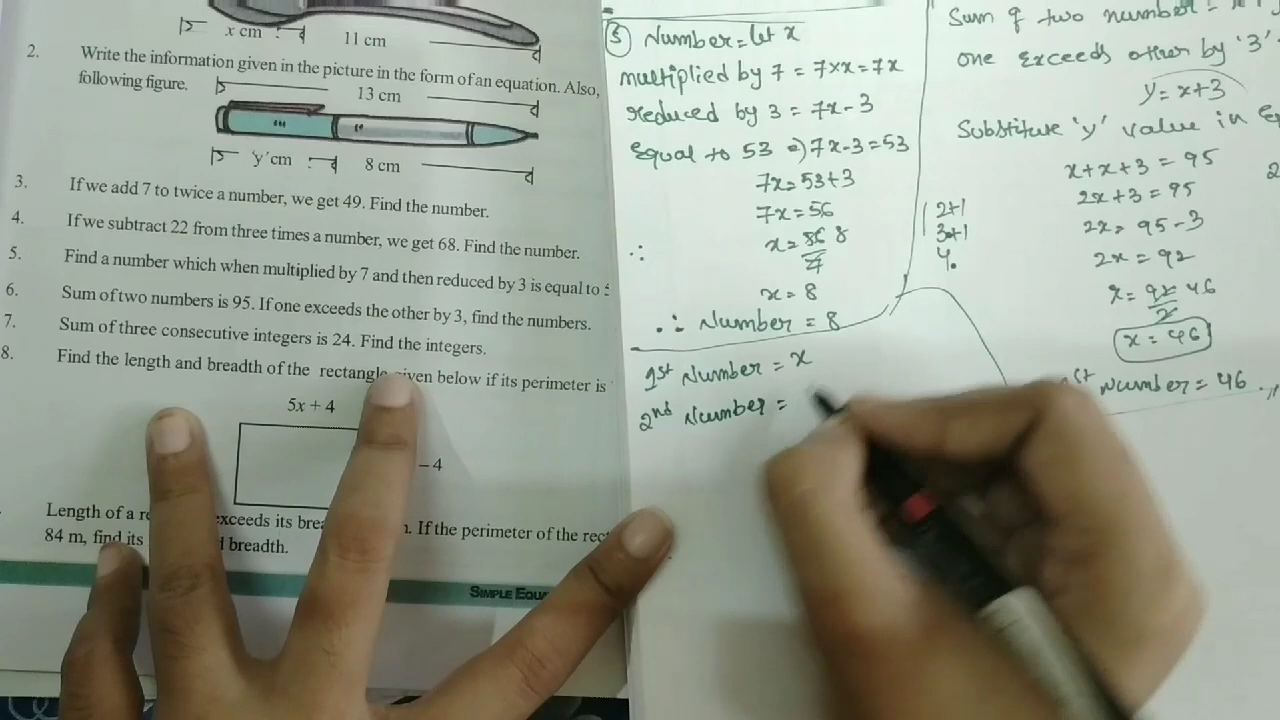 x cm
11 cm
2. Write the information given in the picture in the form of an equation. Also,
following figure.
13 cm
'y'cm
8 cm
3. If we add 7 to twice a number, we get 49. Find the number.
4. If we subtract 22 from three times a number, we get 68. Find the number.
5. Find a number which when multiplied by 7 and then reduced by 3 is equal to
6. Sum of two numbers is 95. If one exceeds the other by 3, find the numbers.
7. Sum of three consecutive integers is 24. Find the integers.
8. Find the length and breadth of the rectangle given below if its perimeter is
5x + 4
– 4
Length of a exceeds its If the perimeter of the
84 m, find its breadth.
SIMPLE
5 Number = let x
multiplied by 7 = 7×x = 7x
reduced by 3 = 7x-3
equal to 53 ⇒ 7x-3=53
7x=53+3
7x=56
x=56 8
7
x=8
∴
∴ Number = 8
1st Number = x
2nd Number =
2+1
3+1
4.
Sum of two number =
one exceeds other by '3'
y=x+3
Substitute 'y' value in
x+x+3=95
2x+3=95
2x=95-3
2x=92
x=92 46
2
x=46
Number = 46